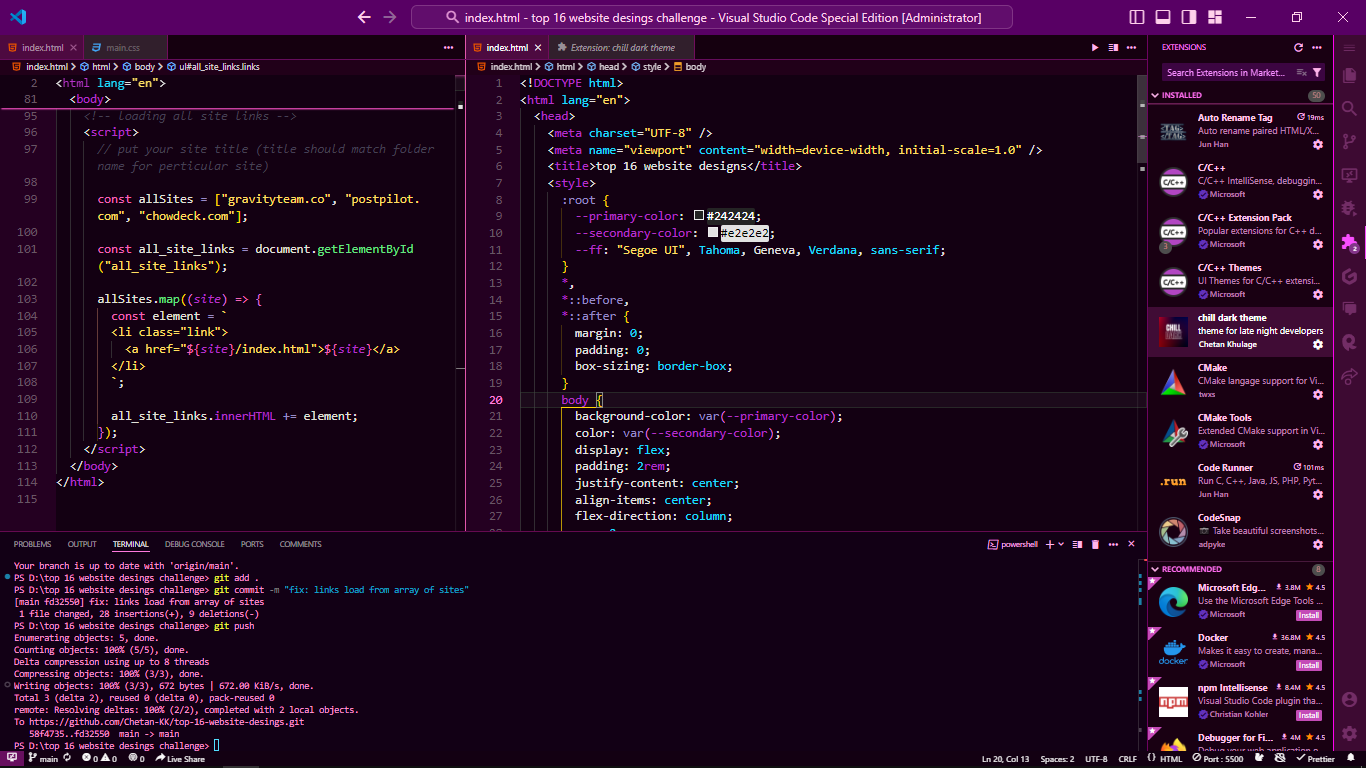 index.html - top 16 website desings challenge - Visual Studio Code Special Edition [Administrator]
index.html
main.css
index.html > html > body > ul#all_site_links.links
2 <html lang="en">
81 <body>
95 <!-- loading all site links -->
96 <script>
97 // put your site title (title should match folder
name for perticular site)
98
99 const allSites = ["gravityteam.co", "postpilot.
com", "chowdeck.com"];
100
101 const all_site_links = document.getElementById
("all_site_links");
102
103 allSites.map((site) => {
104 const element = `
105 <li class="link">
106 <a href="${site}/index.html">${site}</a>
107 </li>
108 `;
109
110 all_site_links.innerHTML += element;
111 });
112 </script>
113 </body>
114 </html>
115
index.html
Extension: chill dark theme
index.html > html > head > style > body
1 <!DOCTYPE html>
2 <html lang="en">
3 <head>
4 <meta charset="UTF-8" />
5 <meta name="viewport" content="width=device-width, initial-scale=1.0" />
6 <title>top 16 website designs</title>
7 <style>
8 :root {
9 --primary-color: #242424;
10 --secondary-color: #e2e2e2;
11 --ff: "Segoe UI", Tahoma, Geneva, Verdana, sans-serif;
12 }
13 *,
14 *::before,
15 *::after {
16 margin: 0;
17 padding: 0;
18 box-sizing: border-box;
19 }
20 body {
21 background-color: var(--primary-color);
22 color: var(--secondary-color);
23 display: flex;
24 padding: 2rem;
25 justify-content: center;
26 align-items: center;
27 flex-direction: column;
EXTENSIONS
Search Extensions in Market...
INSTALLED 50
Auto Rename Tag 19ms
Auto rename paired HTML/X...
Jun Han
C/C++
C/C++ IntelliSense, debuggin...
Microsoft
C/C++ Extension Pack
Popular extensions for C++ d...
3 Microsoft
C/C++ Themes
UI Themes for C/C++ extensi...
Microsoft
chill dark theme
theme for late night developers
Chetan Khulage
CMake
CMake langage support for Vi...
twxs
CMake Tools
Extended CMake support in Vi...
Microsoft
Code Runner 101ms
Run C, C++, Java, JS, PHP, Pyt...
Jun Han
CodeSnap
Take beautiful screenshots...
adpyke
RECOMMENDED 8
Microsoft Edg... 3.8M 4.5
Use the Microsoft Edge Tools ...
Microsoft Install
Docker 36.8M 4.5
Makes it easy to create, mana...
Microsoft Install
npm Intellisense 8.4M 4.5
Visual Studio Code plugin tha...
Christian Kohler Install
Debugger for Fi... 4M 4.5
PROBLEMS OUTPUT TERMINAL DEBUG CONSOLE PORTS COMMENTS
powershell
Your branch is up to date with 'origin/main'.
PS D:\top 16 website desings challenge> git add .
PS D:\top 16 website desings challenge> git commit -m "fix: links load from array of sites"
[main fd32550] fix: links load from array of sites
1 file changed, 28 insertions(+), 9 deletions(-)
PS D:\top 16 website desings challenge> git push
Enumerating objects: 5, done.
Counting objects: 100% (5/5), done.
Delta compression using up to 8 threads
Compressing objects: 100% (3/3), done.
Writing objects: 100% (3/3), 672 bytes | 672.00 KiB/s, done.
Total 3 (delta 2), reused 0 (delta 0), pack-reused 0
remote: Resolving deltas: 100% (2/2), completed with 2 local objects.
To https://github.com/Chetan-KK/top-16-website-desings.git
58f4735..fd32550 main -> main
PS D:\top 16 website desings challenge>
main 0 0 0 Live Share
Ln 20, Col 13 Spaces: 2 UTF-8 CRLF HTML Port : 5500 Prettier